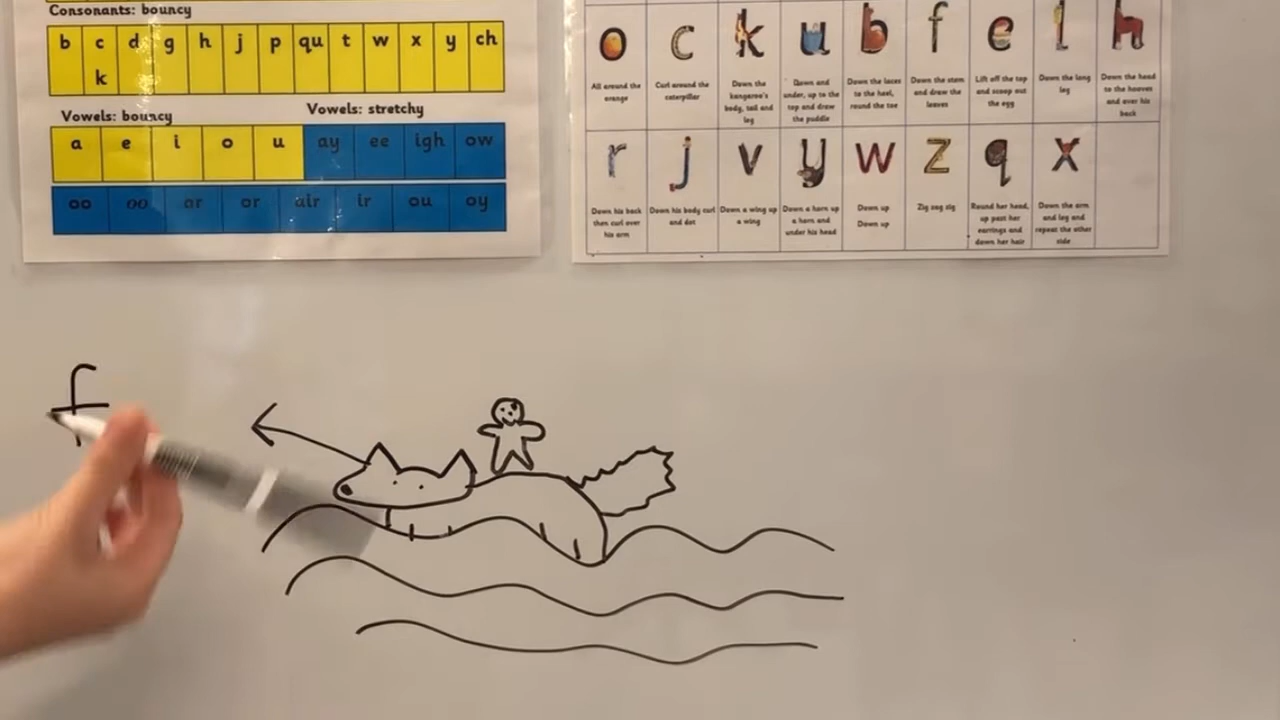 Consonants: bouncy
b c d g h j p qu t w x y ch
k
Vowels: bouncy Vowels: stretchy
a e i o u ay ee igh ow
oo oo ar or air ir ou oy
o c k u b f e l h
All around the orange
Curl around the caterpillar
Down the kangaroo's body, tail and leg
Down and under, up to the top and draw the puddle
Down the laces to the heel, round the toe
Down the stem and draw the leaves
Lift off the top and scoop out the egg
Down the long leg
Down the head to the hooves and over his back
r j v y w z q x
Down his back then curl over his arm
Down his body curl and dot
Down a wing up a wing
Down a horn up a horn and under his head
Down up Down up
Zig zag zig
Round her head, up past her earrings and down her hair
Down the arm and leg and repeat the other side
f